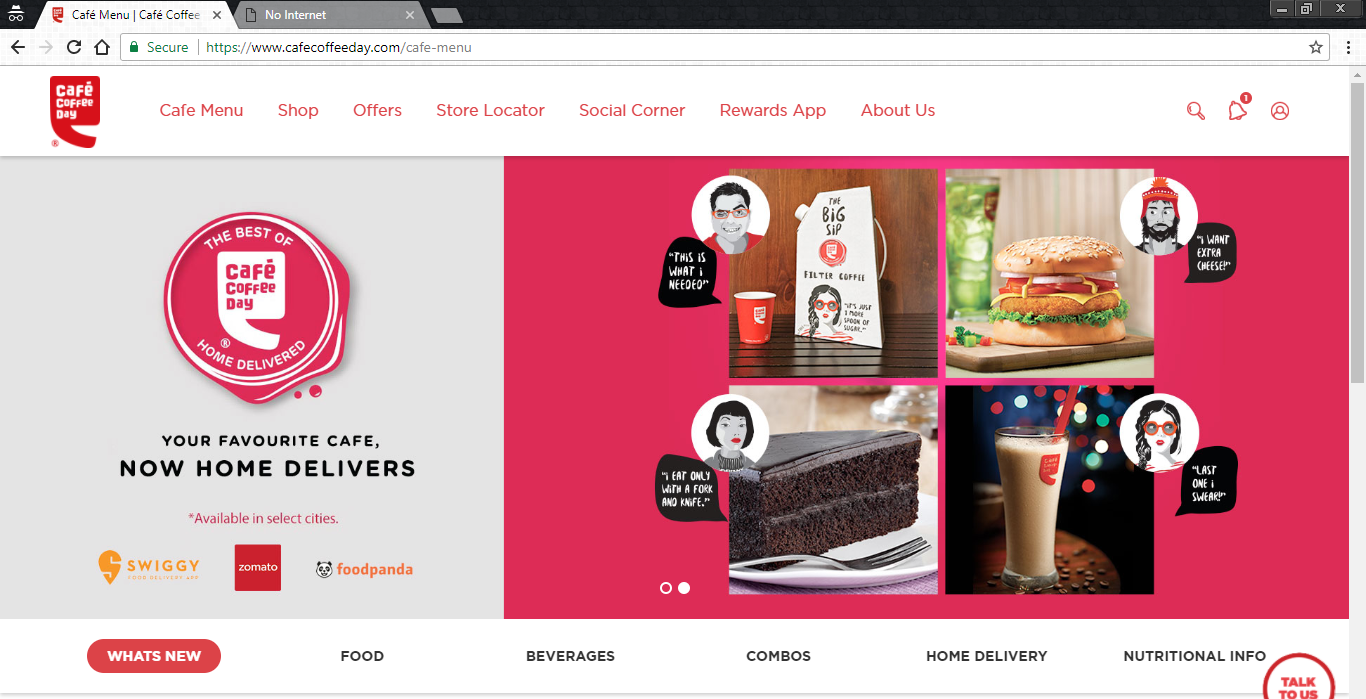 Café Menu | Café Coffee
No Internet
Secure
https://www.cafecoffeeday.com/cafe-menu
Café
Coffee
Day
®
Cafe Menu
Shop
Offers
Store Locator
Social Corner
Rewards App
About Us
1
THE BEST OF
Café
Coffee
Day
®
HOME DELIVERED
YOUR FAVOURITE CAFE,
NOW HOME DELIVERS
*Available in select cities.
SWIGGY
FOOD DELIVERY APP
zomato
foodpanda
"THIS IS
WHAT I
NEEDED"
THE
BIG
SIP
FILTER COFFEE
"IT'S JUST
1 MORE
SPOON OF
SUGAR."
"I WANT
EXTRA
CHEESE!"
"I EAT ONLY
WITH A FORK
AND KNIFE."
Café
Coffee
Day
"LAST
ONE I
SWEAR!"
WHATS NEW
FOOD
BEVERAGES
COMBOS
HOME DELIVERY
NUTRITIONAL INFO
TALK
TO US